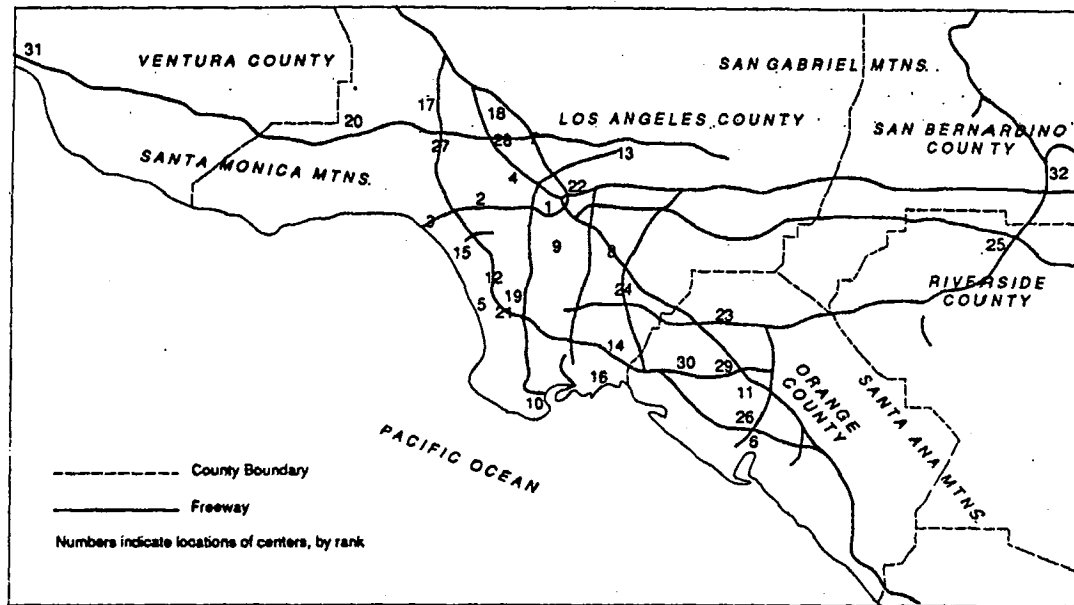 31
VENTURA COUNTY
SAN GABRIEL MTNS.
17
18
LOS ANGELES COUNTY
SAN BERNARDINO
COUNTY
20
27
28
13
SANTA MONICA MTNS.
4
22
32
2
1
3
9
8
15
25
12
24
RIVERSIDE
COUNTY
5
19
21
23
14
30
29
16
10
11
ORANGE
COUNTY
SANTA ANA MTNS.
26
6
PACIFIC OCEAN
County Boundary
Freeway
Numbers indicate locations of centers, by rank